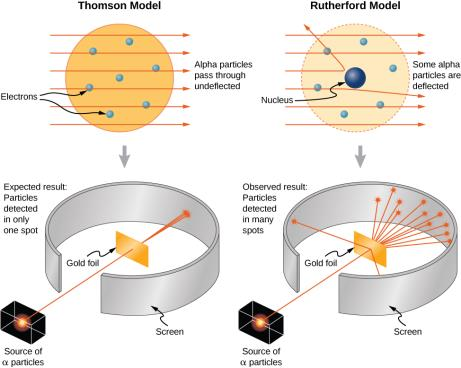 Thomson Model
Alpha particles
pass through
undeflected
Electrons
Expected result:
Particles
detected
in only
one spot
Gold foil
Screen
Source of
α particles
Rutherford Model
Some alpha
particles are
deflected
Nucleus
Observed result:
Particles
detected
in many
spots
Gold foil
Screen
Source of
α particles